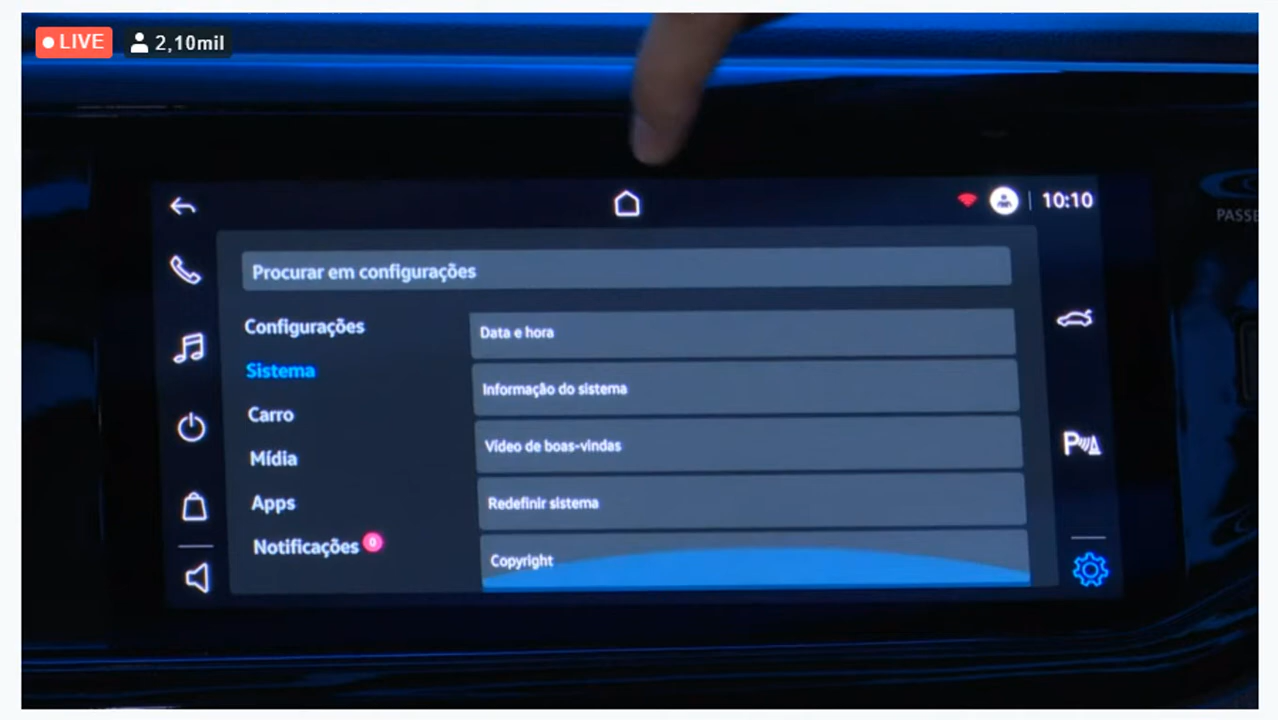 LIVE
2,10mil
10:10
Procurar em configurações
Configurações
Sistema
Carro
Mídia
Apps
Notificações 0
Data e hora
Informação do sistema
Vídeo de boas-vindas
Redefinir sistema
Copyright
P